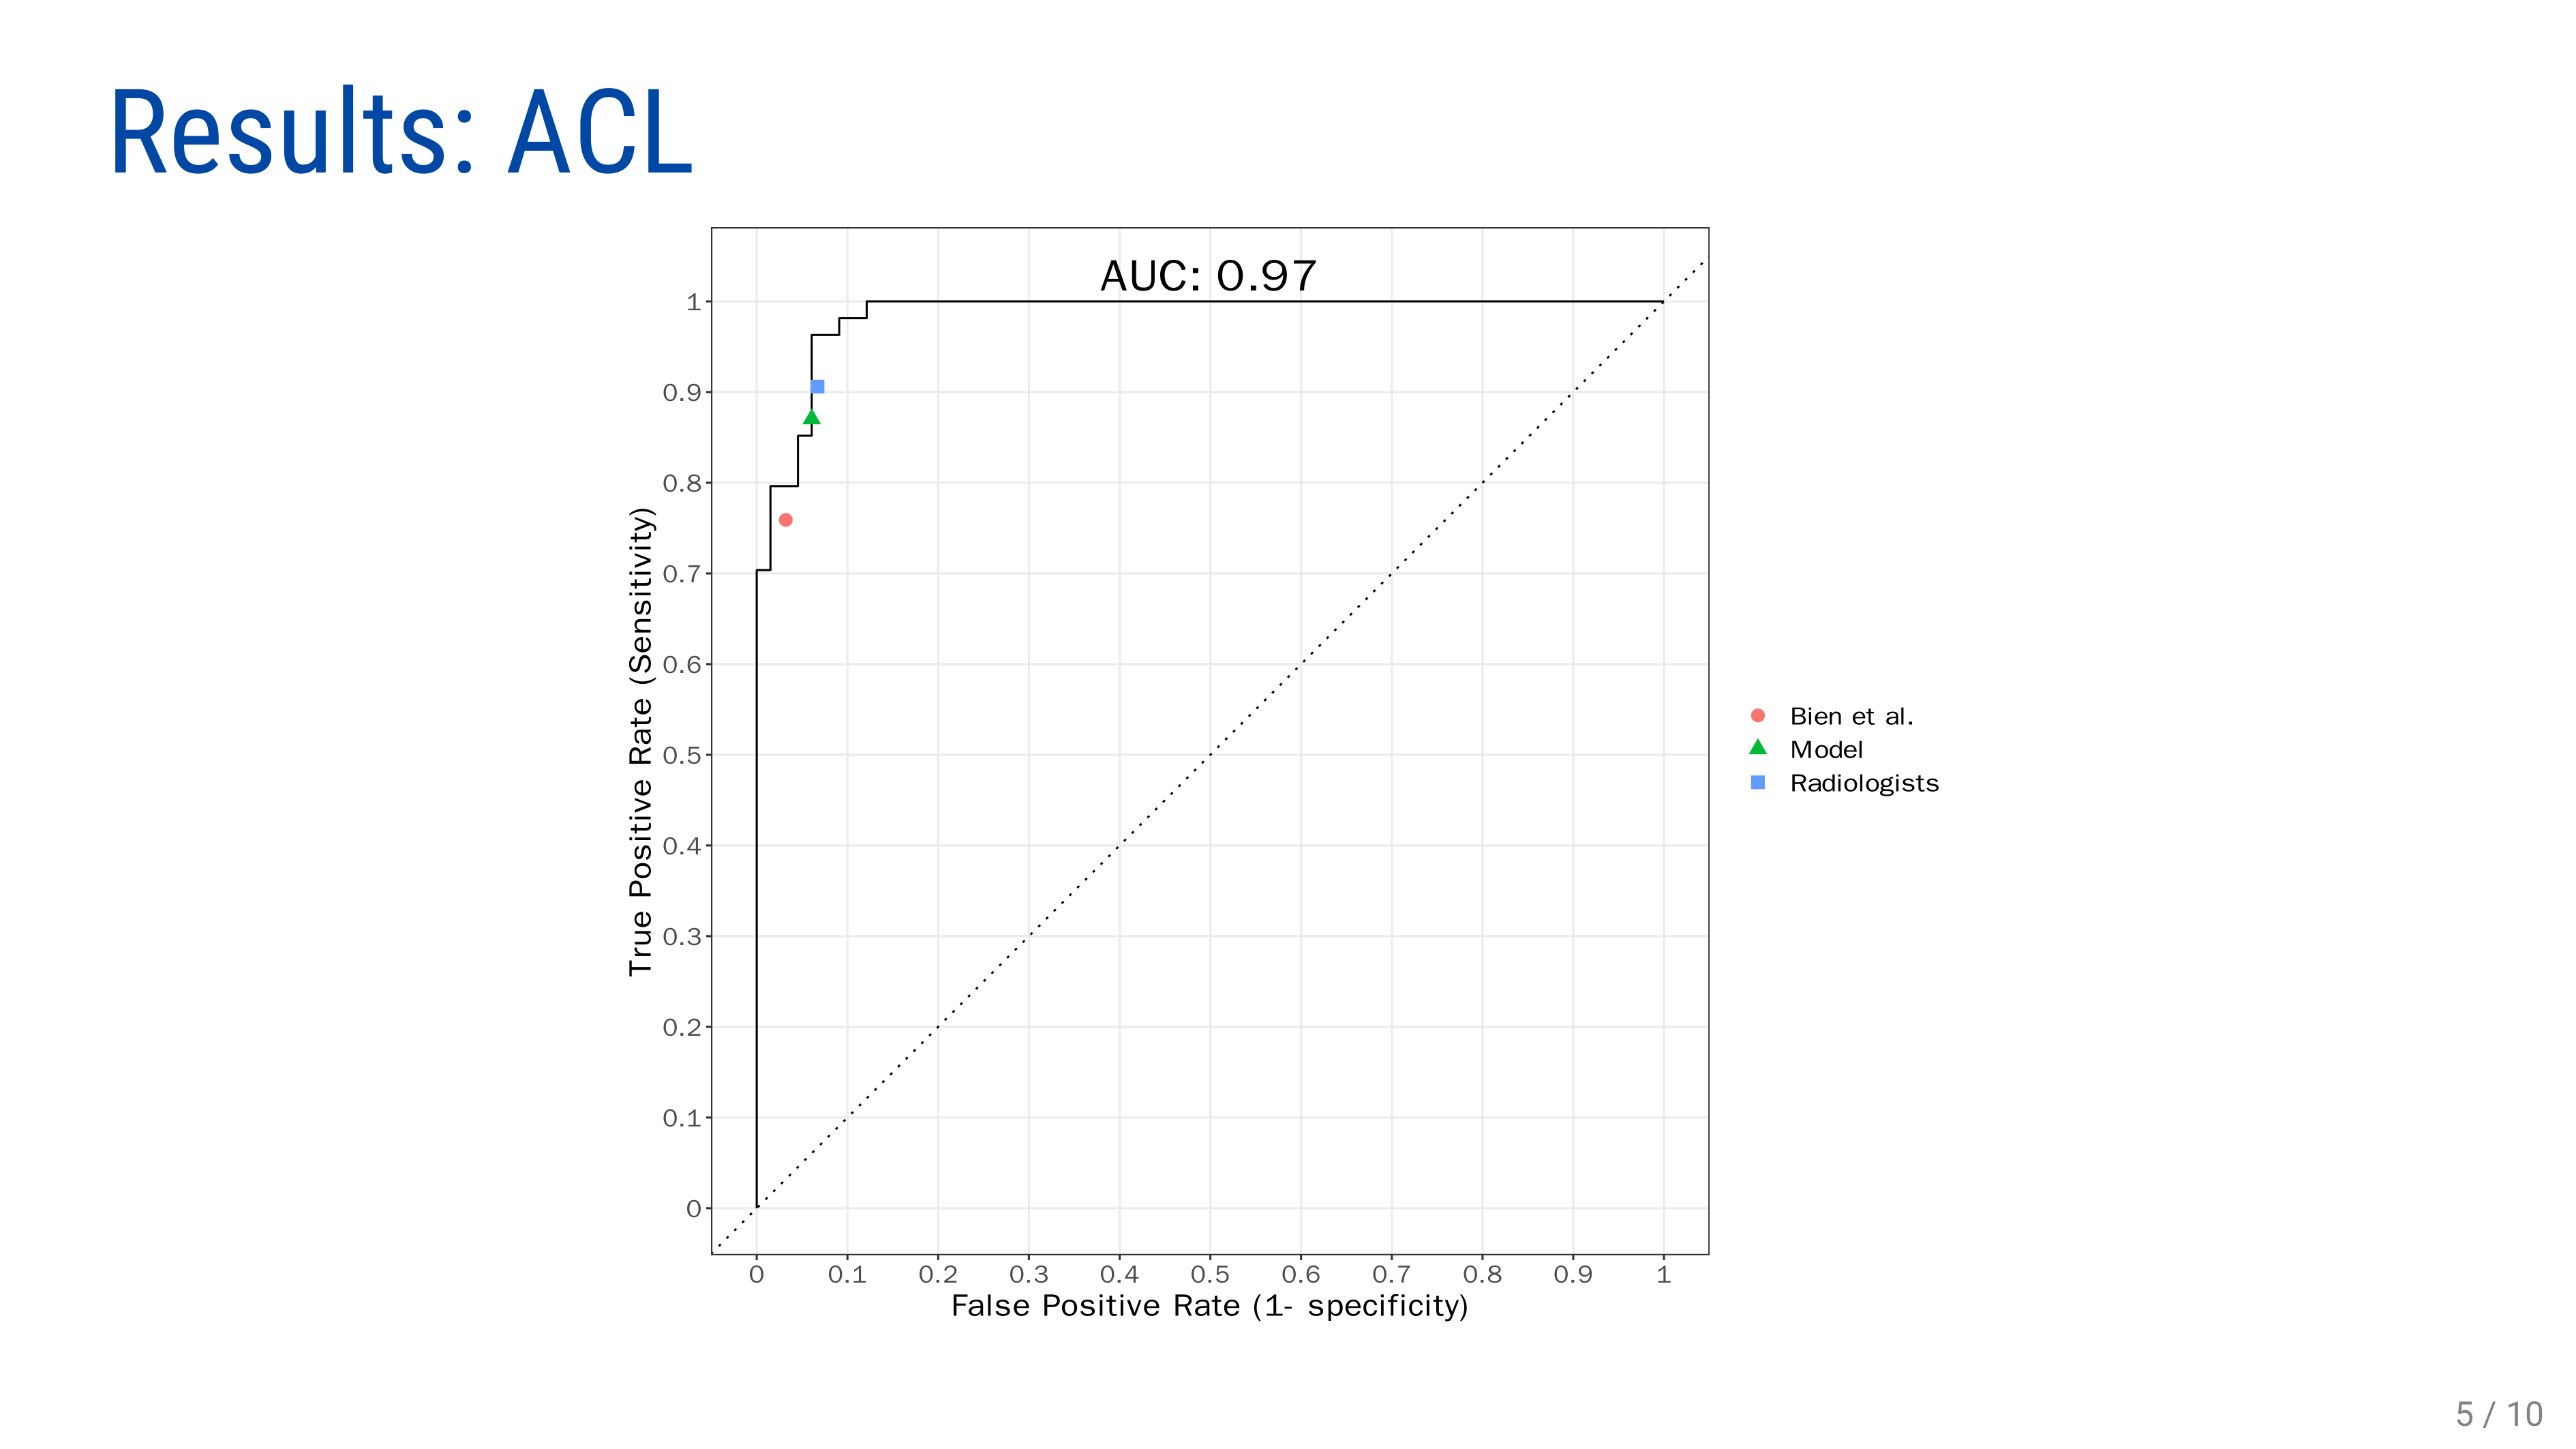 Results: ACL
AUC: 0.97
True Positive Rate (Sensitivity)
1
0.9
0.8
0.7
0.6
0.5
0.4
0.3
0.2
0.1
0
0 0.1 0.2 0.3 0.4 0.5 0.6 0.7 0.8 0.9 1
False Positive Rate (1- specificity)
Bien et al.
Model
Radiologists
5 / 10